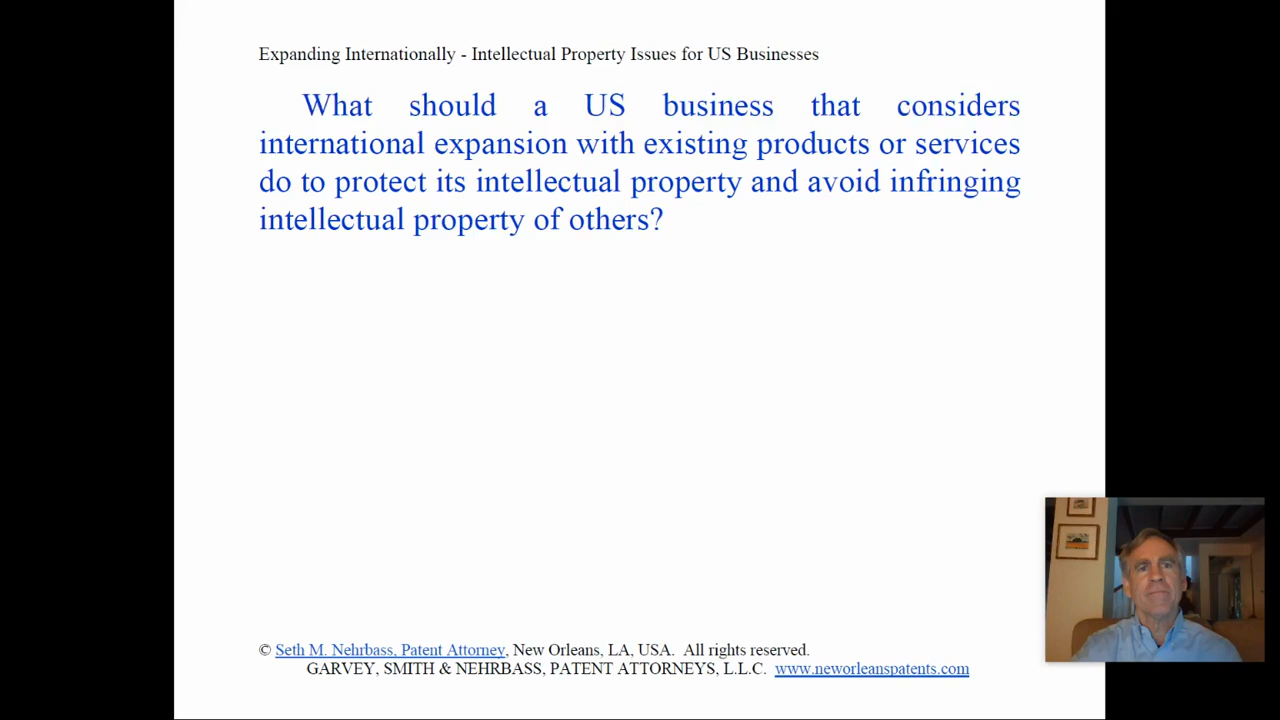 Expanding Internationally - Intellectual Property Issues for US Businesses
What should a US business that considers
international expansion with existing products or services
do to protect its intellectual property and avoid infringing
intellectual property of others?
© Seth M. Nehrbass, Patent Attorney, New Orleans, LA, USA. All rights reserved.
GARVEY, SMITH & NEHRBASS, PATENT ATTORNEYS, L.L.C. www.neworleanspatents.com